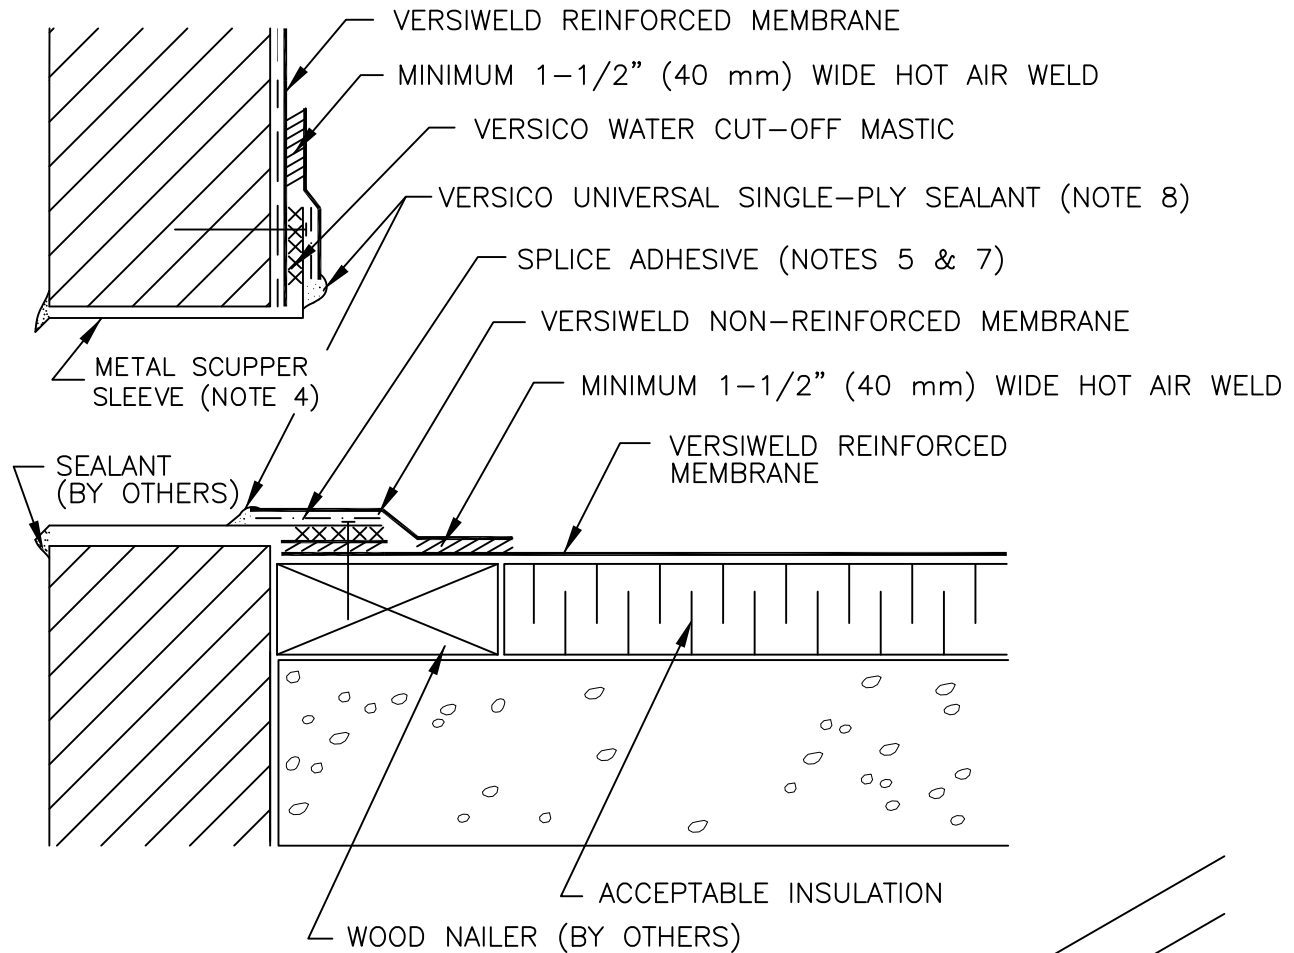 VERSIWELD REINFORCED MEMBRANE
MINIMUM 1-1/2" (40 mm) WIDE HOT AIR WELD
VERSICO WATER CUT-OFF MASTIC
VERSICO UNIVERSAL SINGLE-PLY SEALANT (NOTE 8)
SPLICE ADHESIVE (NOTES 5 & 7)
VERSIWELD NON-REINFORCED MEMBRANE
METAL SCUPPER
SLEEVE (NOTE 4)
MINIMUM 1-1/2" (40 mm) WIDE HOT AIR WELD
VERSIWELD REINFORCED
MEMBRANE
SEALANT
(BY OTHERS)
ACCEPTABLE INSULATION
WOOD NAILER (BY OTHERS)